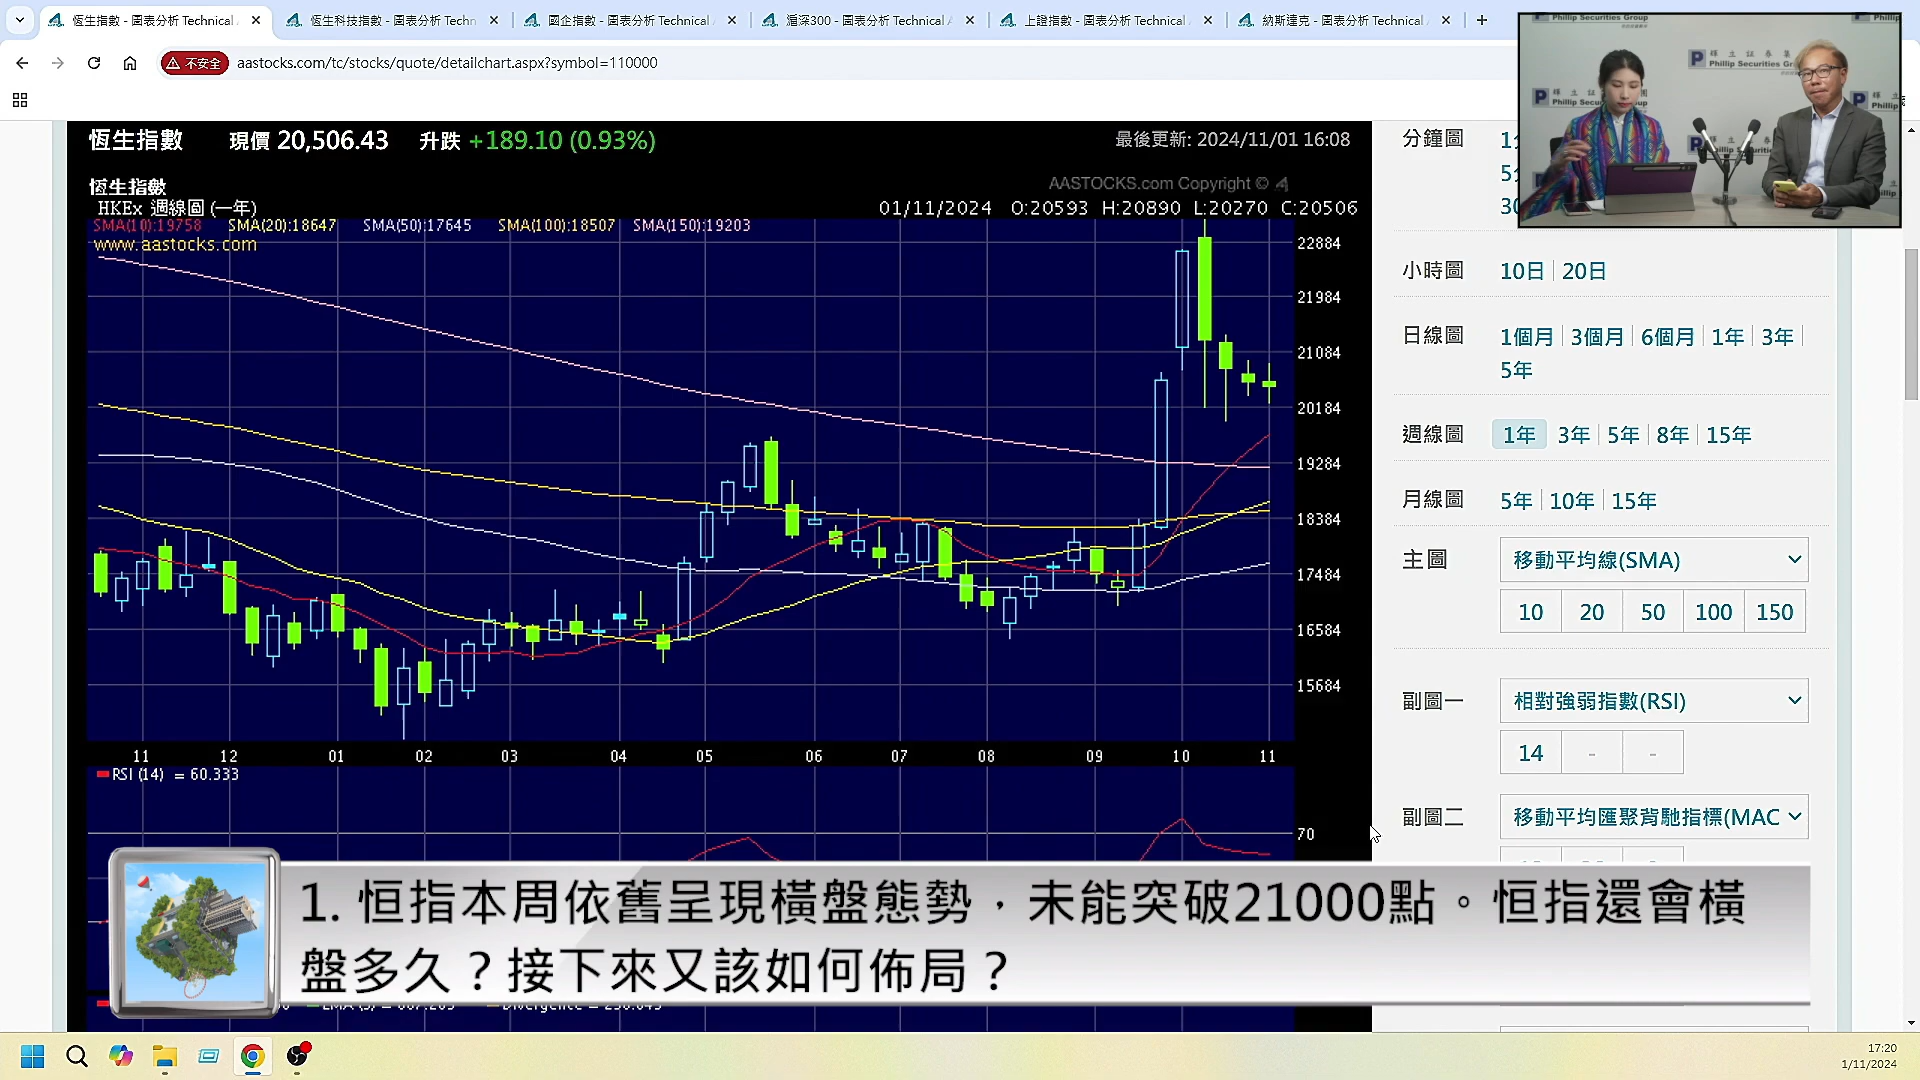 恆生指數 - 圖表分析 Technical
恆生科技指數 - 圖表分析 Techn
國企指數 - 圖表分析 Technical
滬深300 - 圖表分析 Technical A
上證指數 - 圖表分析 Technical
納斯達克 - 圖表分析 Technical
不安全 aastocks.com/tc/stocks/quote/detailchart.aspx?symbol=110000
Phillip Securities Group
輝立証券集
Phillip Securities Gr
恆生指數 現價 20,506.43 升跌 +189.10 (0.93%) 最後更新: 2024/11/01 16:08
恆生指數 AASTOCKS.com Copyright ©
HKEx 週線圖 (一年) 01/11/2024 O:20593 H:20890 L:20270 C:20506
SMA(10):19758 SMA(20):18647 SMA(50):17645 SMA(100):18507 SMA(150):19203
www.aastocks.com
22884
21984
21084
20184
19284
18384
17484
16584
15684
11 12 01 02 03 04 05 06 07 08 09 10 11
RSI (14) = 60.333
70
分鐘圖
小時圖 10日 20日
日線圖 1個月 3個月 6個月 1年 3年
5年
週線圖 1年 3年 5年 8年 15年
月線圖 5年 10年 15年
主圖 移動平均線(SMA)
10 20 50 100 150
副圖一 相對強弱指數(RSI)
14 - -
副圖二 移動平均匯聚背馳指標(MAC
1. 恒指本周依舊呈現橫盤態勢，未能突破21000點。恒指還會橫
盤多久？接下來又該如何佈局？
17:20
1/11/2024